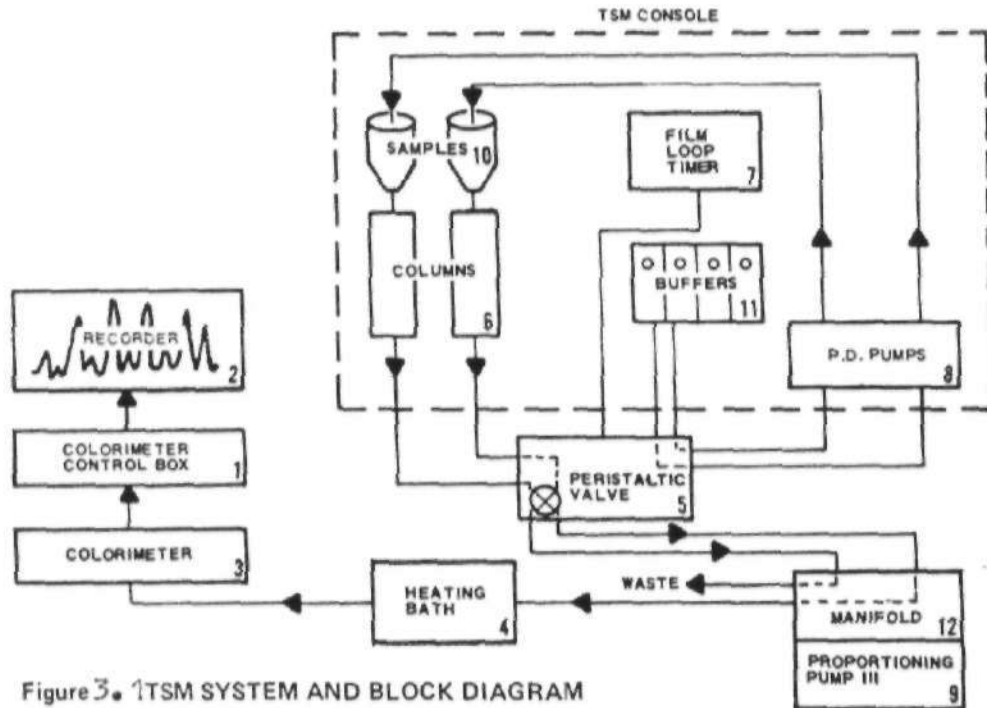 TSM CONSOLE
SAMPLES 10
FILM
LOOP
TIMER
7
COLUMNS
6
BUFFERS
11
P.D. PUMPS
8
RECORDER
2
COLORIMETER
CONTROL BOX
1
COLORIMETER
3
PERISTALTIC
VALVE
5
HEATING
BATH
4
WASTE
MANIFOLD
12
PROPORTIONING
PUMP III
9
Figure 3.1 TSM SYSTEM AND BLOCK DIAGRAM